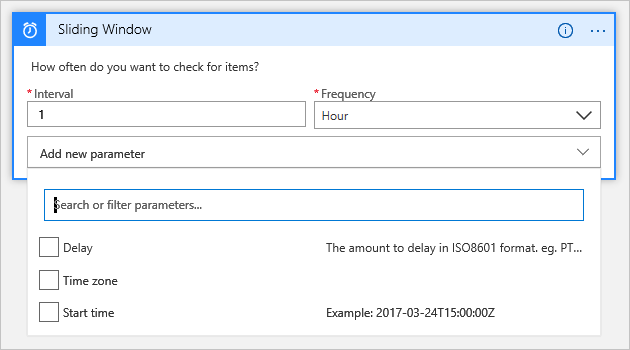 Sliding Window
How often do you want to check for items?
* Interval * Frequency
1 Hour
Add new parameter
Search or filter parameters...
Delay The amount to delay in ISO8601 format. eg. PT...
Time zone
Start time Example: 2017-03-24T15:00:00Z